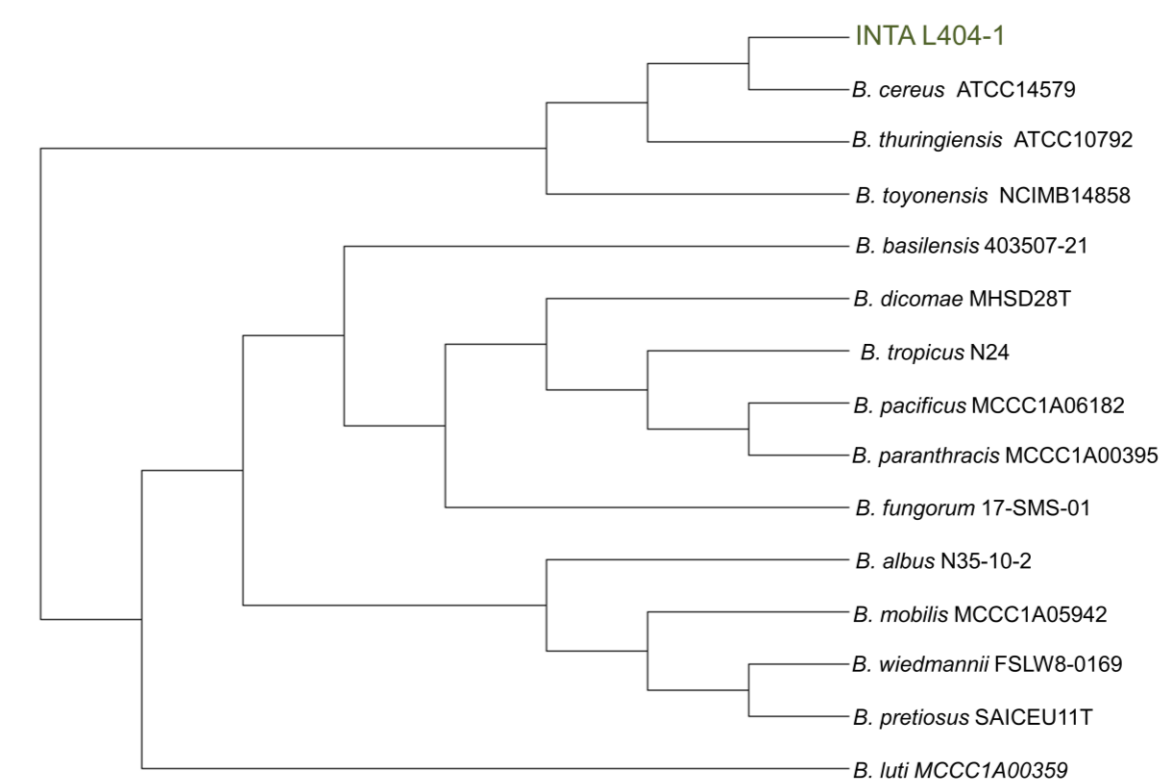 INTA L404-1
B. cereus ATCC14579
B. thuringiensis ATCC10792
B. toyonensis NCIMB14858
B. basilensis 403507-21
B. dicomae MHSD28T
B. tropicus N24
B. pacificus MCCC1A06182
B. paranthracis MCCC1A00395
B. fungorum 17-SMS-01
B. albus N35-10-2
B. mobilis MCCC1A05942
B. wiedmannii FSLW8-0169
B. pretiosus SAICEU11T
B. luti MCCC1A00359